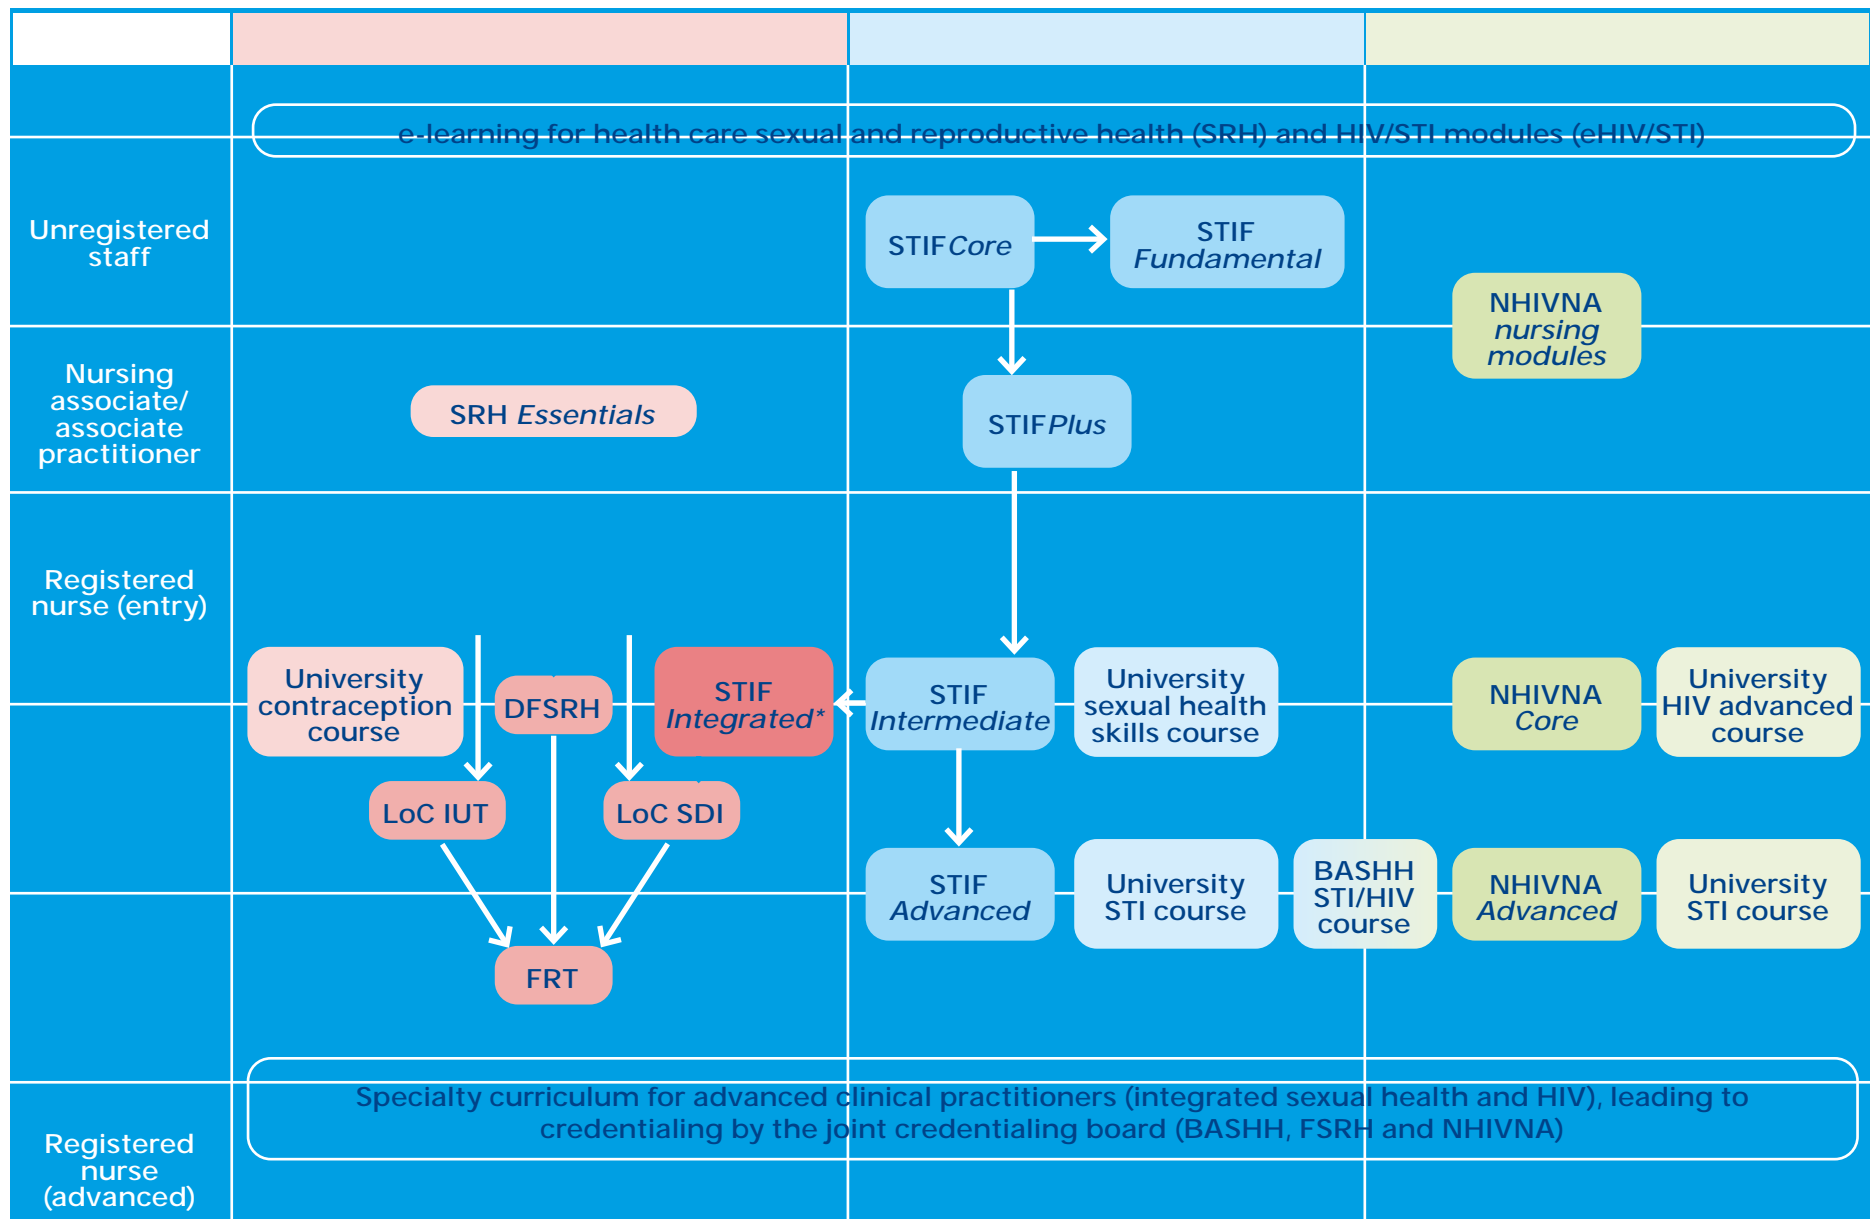 e-learning for health care sexual and reproductive health (SRH) and HIV/STI modules (eHIV/STI)
Unregistered
staff
STIFCore
STIF
Fundamental
NHIVNA
nursing
modules
Nursing
associate/
associate
practitioner
SRH Essentials
STIFPlus
Registered
nurse (entry)
University
contraception
course
DFSRH
STIF
Integrated*
STIF
Intermediate
University
sexual health
skills course
NHIVNA
Core
University
HIV advanced
course
LoC IUT
LoC SDI
STIF
Advanced
University
STI course
BASHH
STI/HIV
course
NHIVNA
Advanced
University
STI course
FRT
Specialty curriculum for advanced clinical practitioners (integrated sexual health and HIV), leading to
credentialing by the joint credentialing board (BASHH, FSRH and NHIVNA)
Registered
nurse
(advanced)